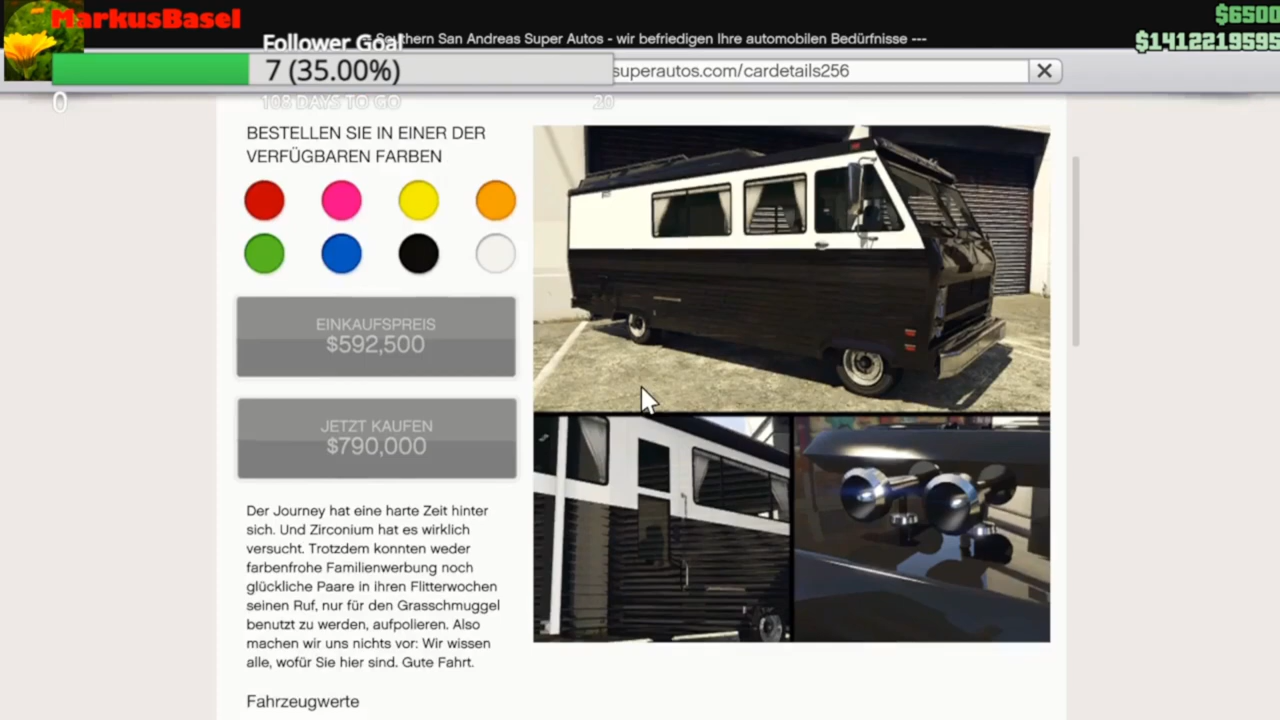 MarkusBasel
$6500
Southern San Andreas Super Autos - wir befriedigen Ihre automobilen Bedürfnisse ---
$1412219595
Follower Goal
7 (35.00%)
superautos.com/cardetails256
0
108 DAYS TO GO
20
BESTELLEN SIE IN EINER DER
VERFÜGBAREN FARBEN
EINKAUFSPREIS
$592,500
JETZT KAUFEN
$790,000
Der Journey hat eine harte Zeit hinter
sich. Und Zirconium hat es wirklich
versucht. Trotzdem konnten weder
farbenfrohe Familienwerbung noch
glückliche Paare in ihren Flitterwochen
seinen Ruf, nur für den Grasschmuggel
benutzt zu werden, aufpolieren. Also
machen wir uns nichts vor: Wir wissen
alle, wofür Sie hier sind. Gute Fahrt.
Fahrzeugwerte